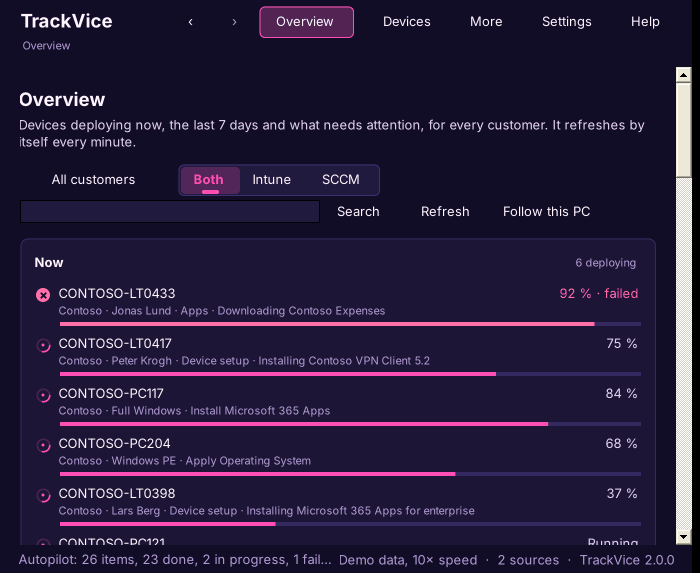 TrackVice
‹ › Overview Devices More Settings Help
Overview
Overview
Devices deploying now, the last 7 days and what needs attention, for every customer. It refreshes by
itself every minute.
All customers Both Intune SCCM
Search Refresh Follow this PC
Now 6 deploying
CONTOSO-LT0433 92 % · failed
Contoso · Jonas Lund · Apps · Downloading Contoso Expenses
CONTOSO-LT0417 75 %
Contoso · Peter Krogh · Device setup · Installing Contoso VPN Client 5.2
CONTOSO-PC117 84 %
Contoso · Full Windows · Install Microsoft 365 Apps
CONTOSO-PC204 68 %
Contoso · Windows PE · Apply Operating System
CONTOSO-LT0398 37 %
Contoso · Lars Berg · Device setup · Installing Microsoft 365 Apps for enterprise
CONTOSO-PC121 Running
Autopilot: 26 items, 23 done, 2 in progress, 1 fail... Demo data, 10× speed · 2 sources · TrackVice 2.0.0